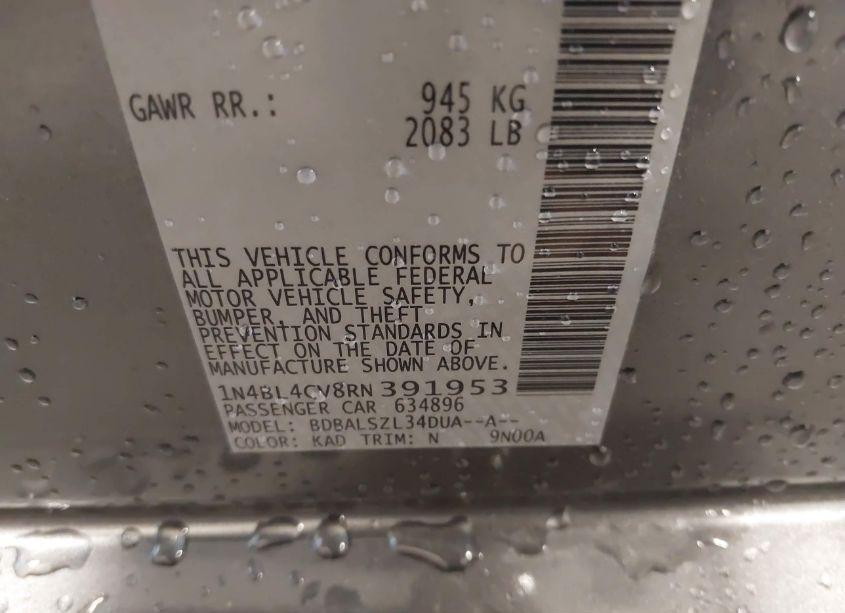 GAWR RR.: 945 KG
2083 LB
THIS VEHICLE CONFORMS TO
ALL APPLICABLE FEDERAL
MOTOR VEHICLE SAFETY,
BUMPER, AND THEFT
PREVENTION STANDARDS IN
EFFECT ON THE DATE OF
MANUFACTURE SHOWN ABOVE.
1N4BL4CV8RN391953
PASSENGER CAR 634896
MODEL: BDBALSZL34DUA--A--
COLOR: KAD TRIM: N 9N00A